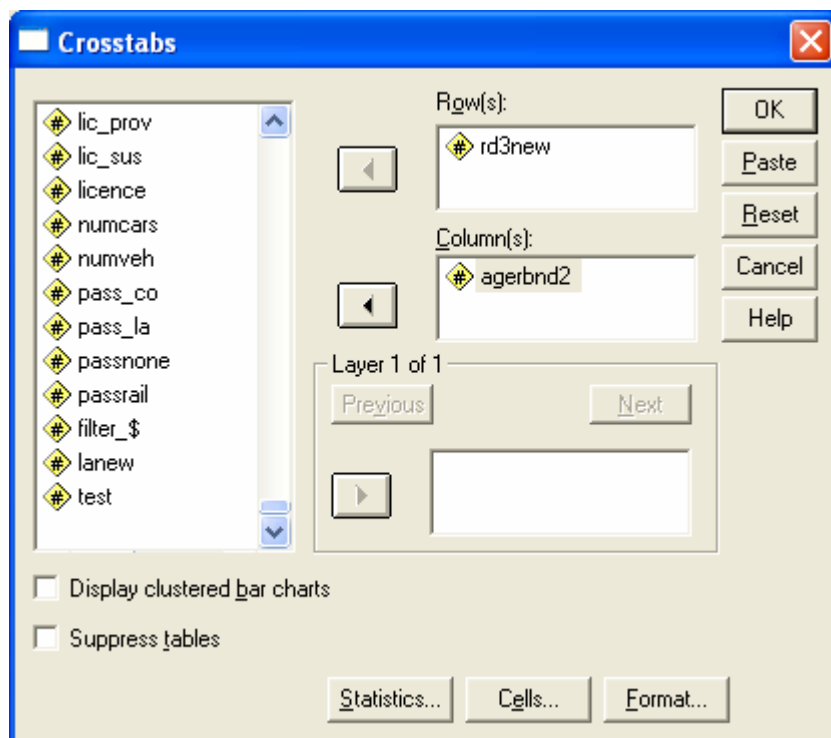 Crosstabs
lic_prov
lic_sus
licence
numcars
numveh
pass_co
pass_la
passnone
passrail
filter_$
lanew
test
Row(s):
rd3new
Column(s):
agerbnd2
Layer 1 of 1
Previous
Next
OK
Paste
Reset
Cancel
Help
Display clustered bar charts
Suppress tables
Statistics...
Cells...
Format...